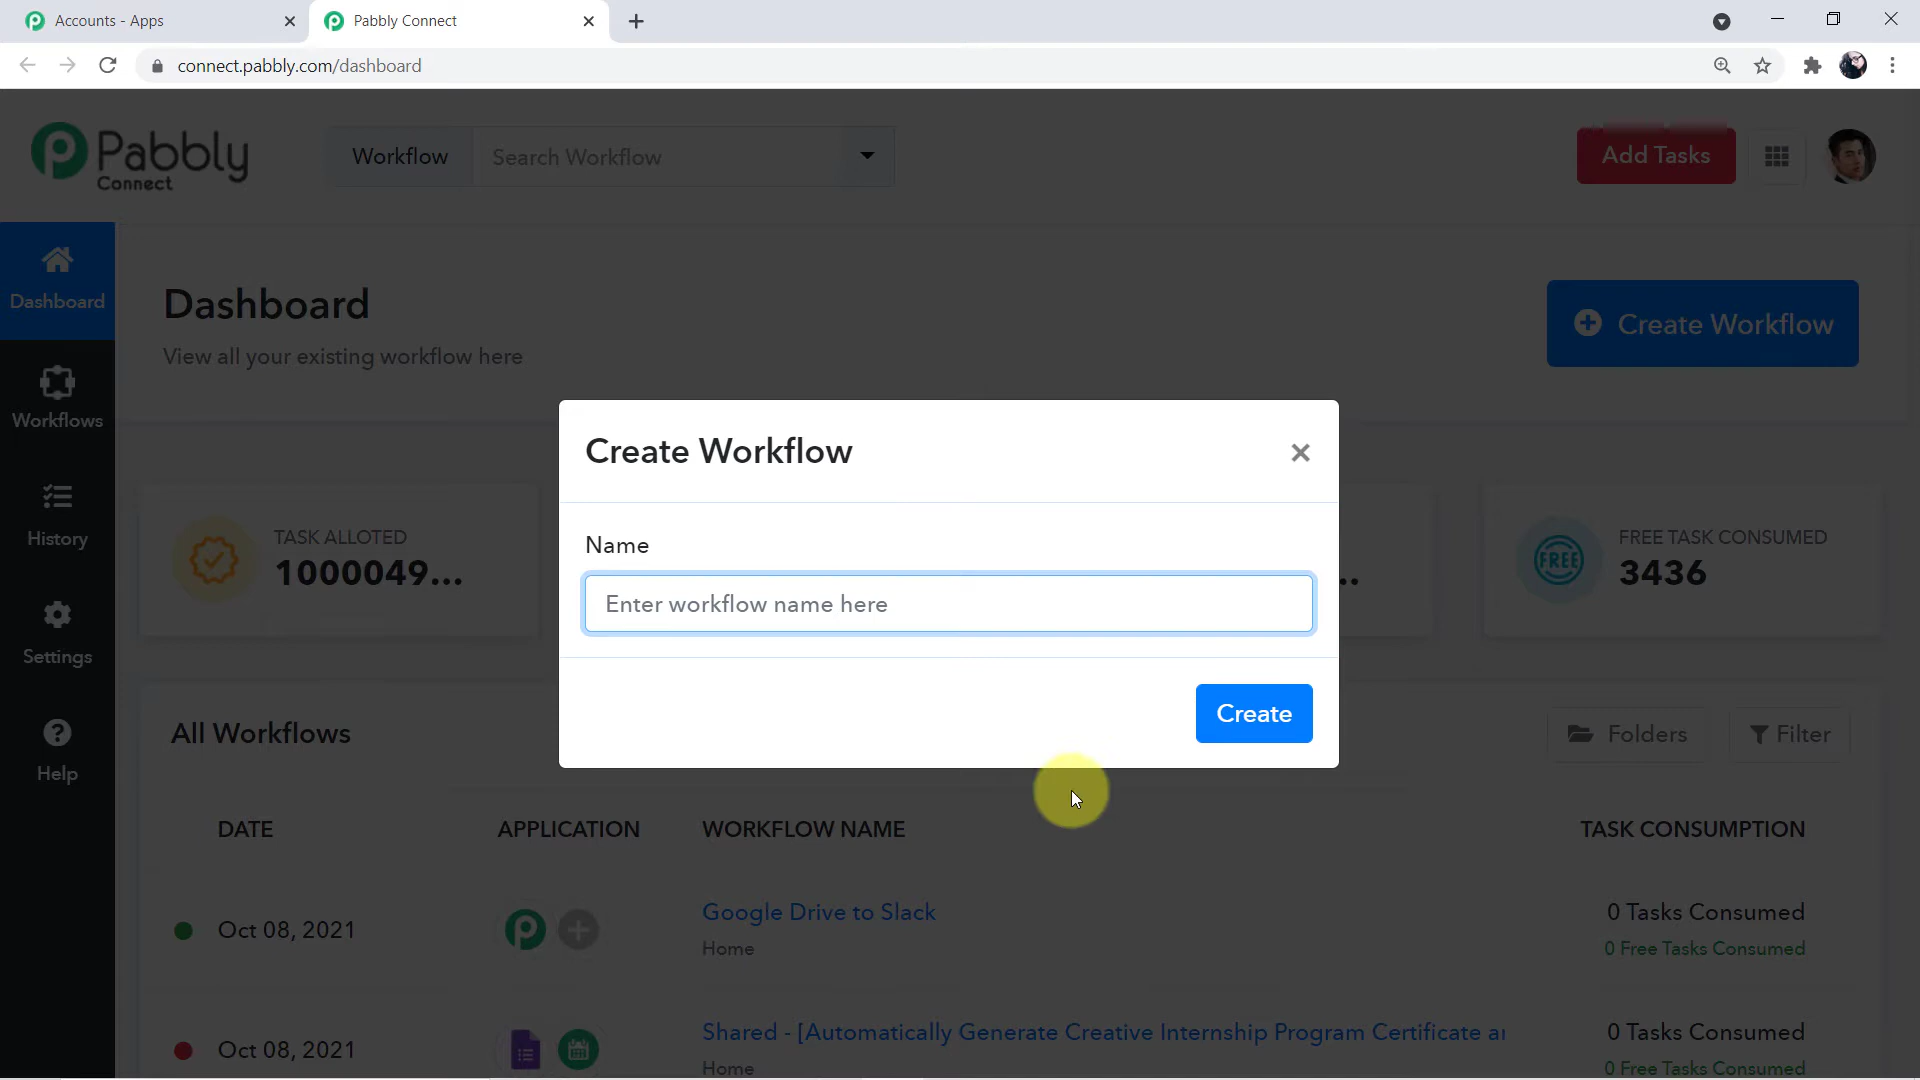 Accounts - Apps
Pabbly Connect
connect.pabbly.com/dashboard
Pabbly
Connect
Workflow
Search Workflow
Add Tasks
Dashboard
Workflows
History
Settings
Help
Dashboard
View all your existing workflow here
Create Workflow
TASK ALLOTED
1000049...
..
FREE
FREE TASK CONSUMED
3436
Create Workflow
Name
Enter workflow name here
Create
All Workflows
Folders
Filter
DATE
APPLICATION
WORKFLOW NAME
TASK CONSUMPTION
Oct 08, 2021
Google Drive to Slack
Home
0 Tasks Consumed
0 Free Tasks Consumed
Oct 08, 2021
Shared - [Automatically Generate Creative Internship Program Certificate ar
Home
0 Tasks Consumed
0 Free Tasks Consumed